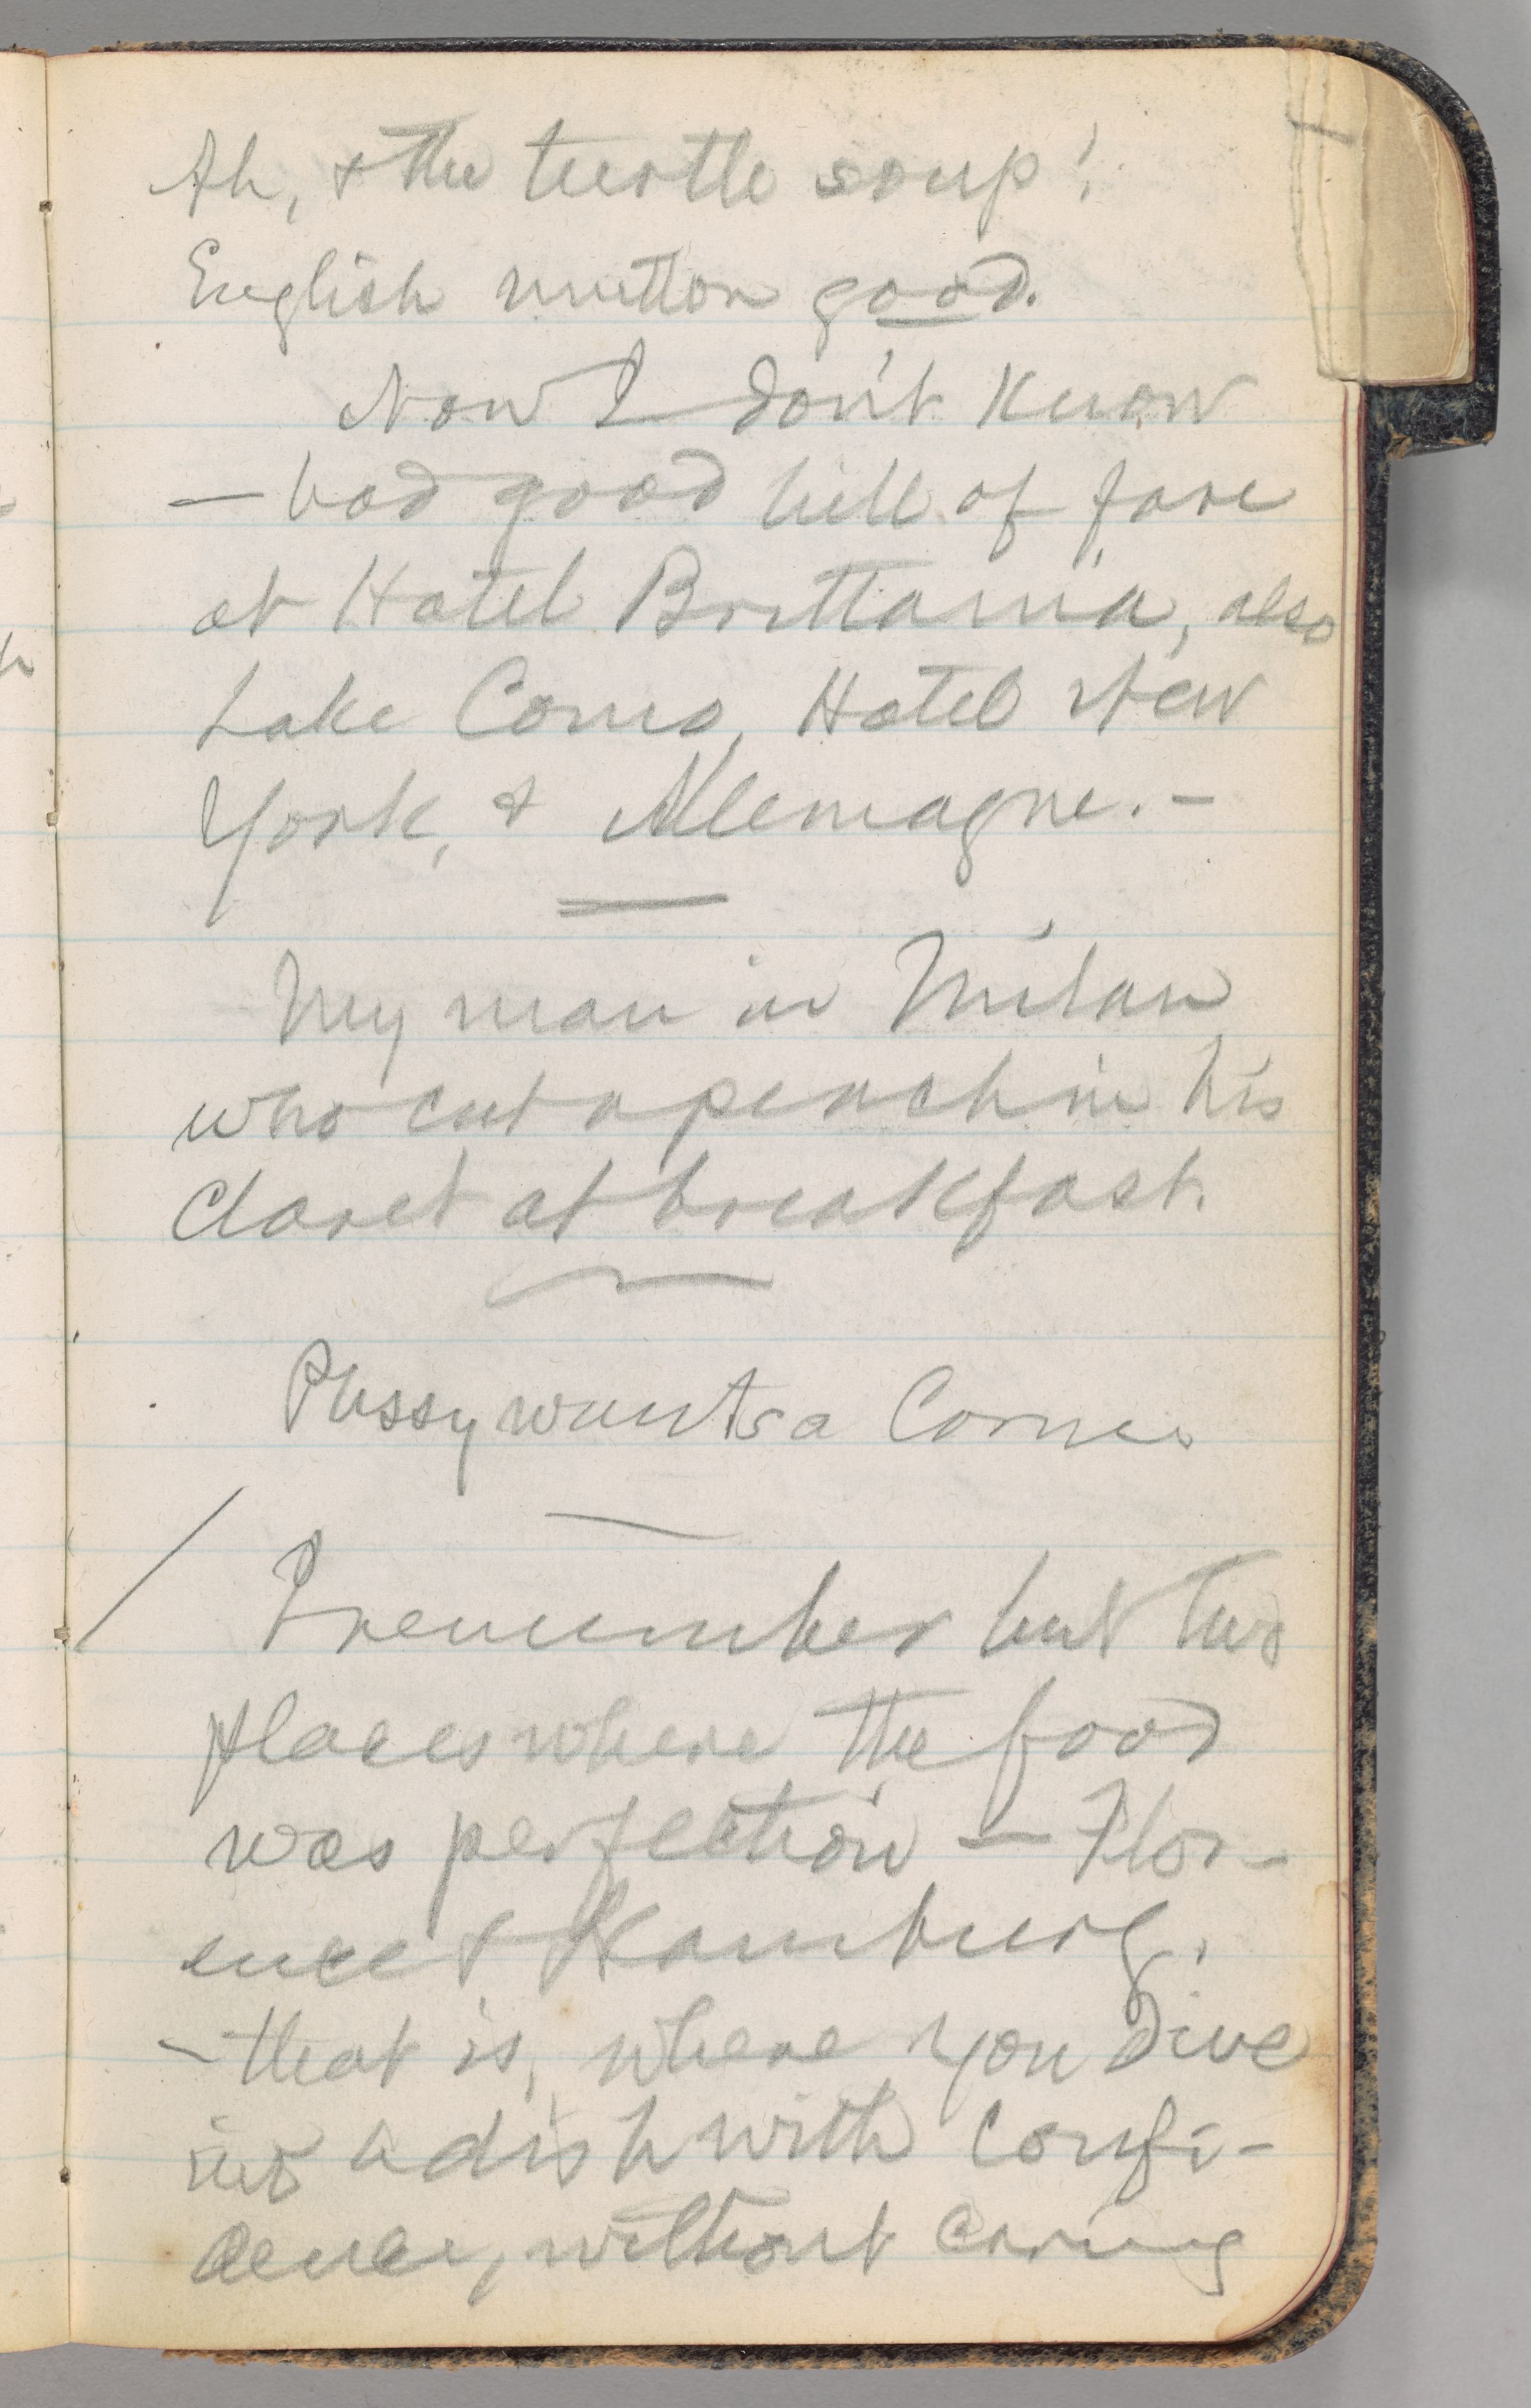 Ah, & the turtle soup!
English mutton good.
Now I don't know
— had good bill of fare
at Hotel Brittania, also
Lake Como, Hotel New
York, & Allemagne. —
My man in Milan
who cut a peach in his
claret at breakfast.
Pussy wants a Corner
I remember but two
places where the food
was perfection — Flor-
ence & Hamburg.
— that is, where you dive
into a dish with confi-
dence, without caring